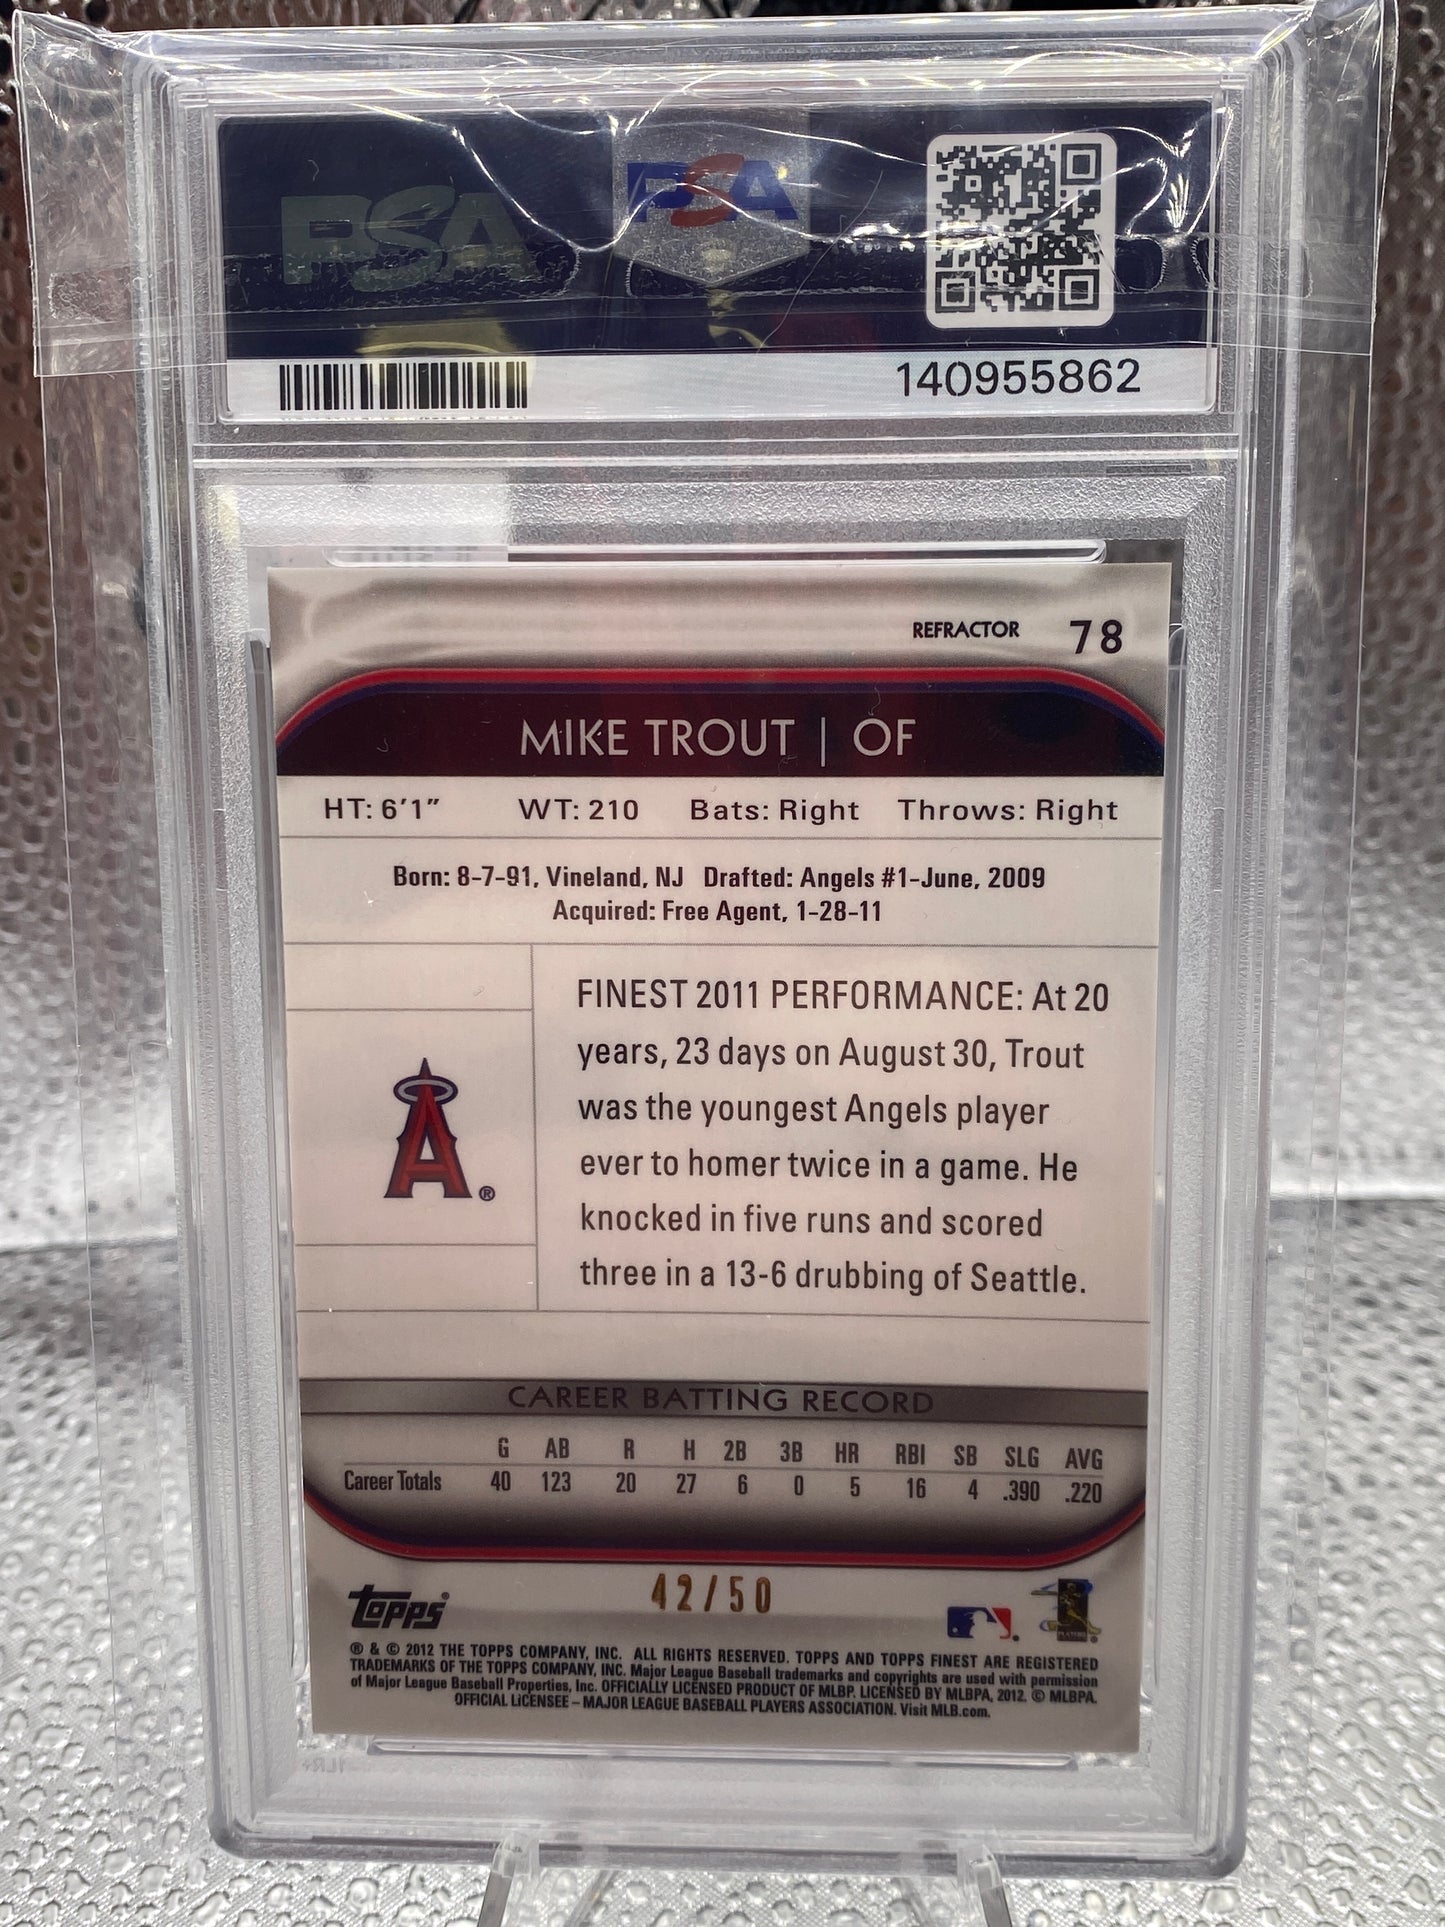 PSA
PSA
140955862
REFRACTOR 78
MIKE TROUT | OF
HT: 6'1" WT: 210 Bats: Right Throws: Right
Born: 8-7-91, Vineland, NJ Drafted: Angels #1-June, 2009
Acquired: Free Agent, 1-28-11
FINEST 2011 PERFORMANCE: At 20
years, 23 days on August 30, Trout
was the youngest Angels player
ever to homer twice in a game. He
knocked in five runs and scored
three in a 13-6 drubbing of Seattle.
A®
CAREER BATTING RECORD
G AB R H 2B 3B HR RBI SB SLG AVG
Career Totals 40 123 20 27 6 0 5 16 4 .390 .220
42/50
topps®
® & © 2012 THE TOPPS COMPANY, INC. ALL RIGHTS RESERVED. TOPPS AND TOPPS FINEST ARE REGISTERED
TRADEMARKS OF THE TOPPS COMPANY, INC. Major League Baseball trademarks and copyrights are used with permission
of Major League Baseball Properties, Inc. OFFICIALLY LICENSED PRODUCT OF MLBP. LICENSED BY MLBPA, 2012. © MLBPA.
OFFICIAL LICENSEE – MAJOR LEAGUE BASEBALL PLAYERS ASSOCIATION. Visit MLB.com.